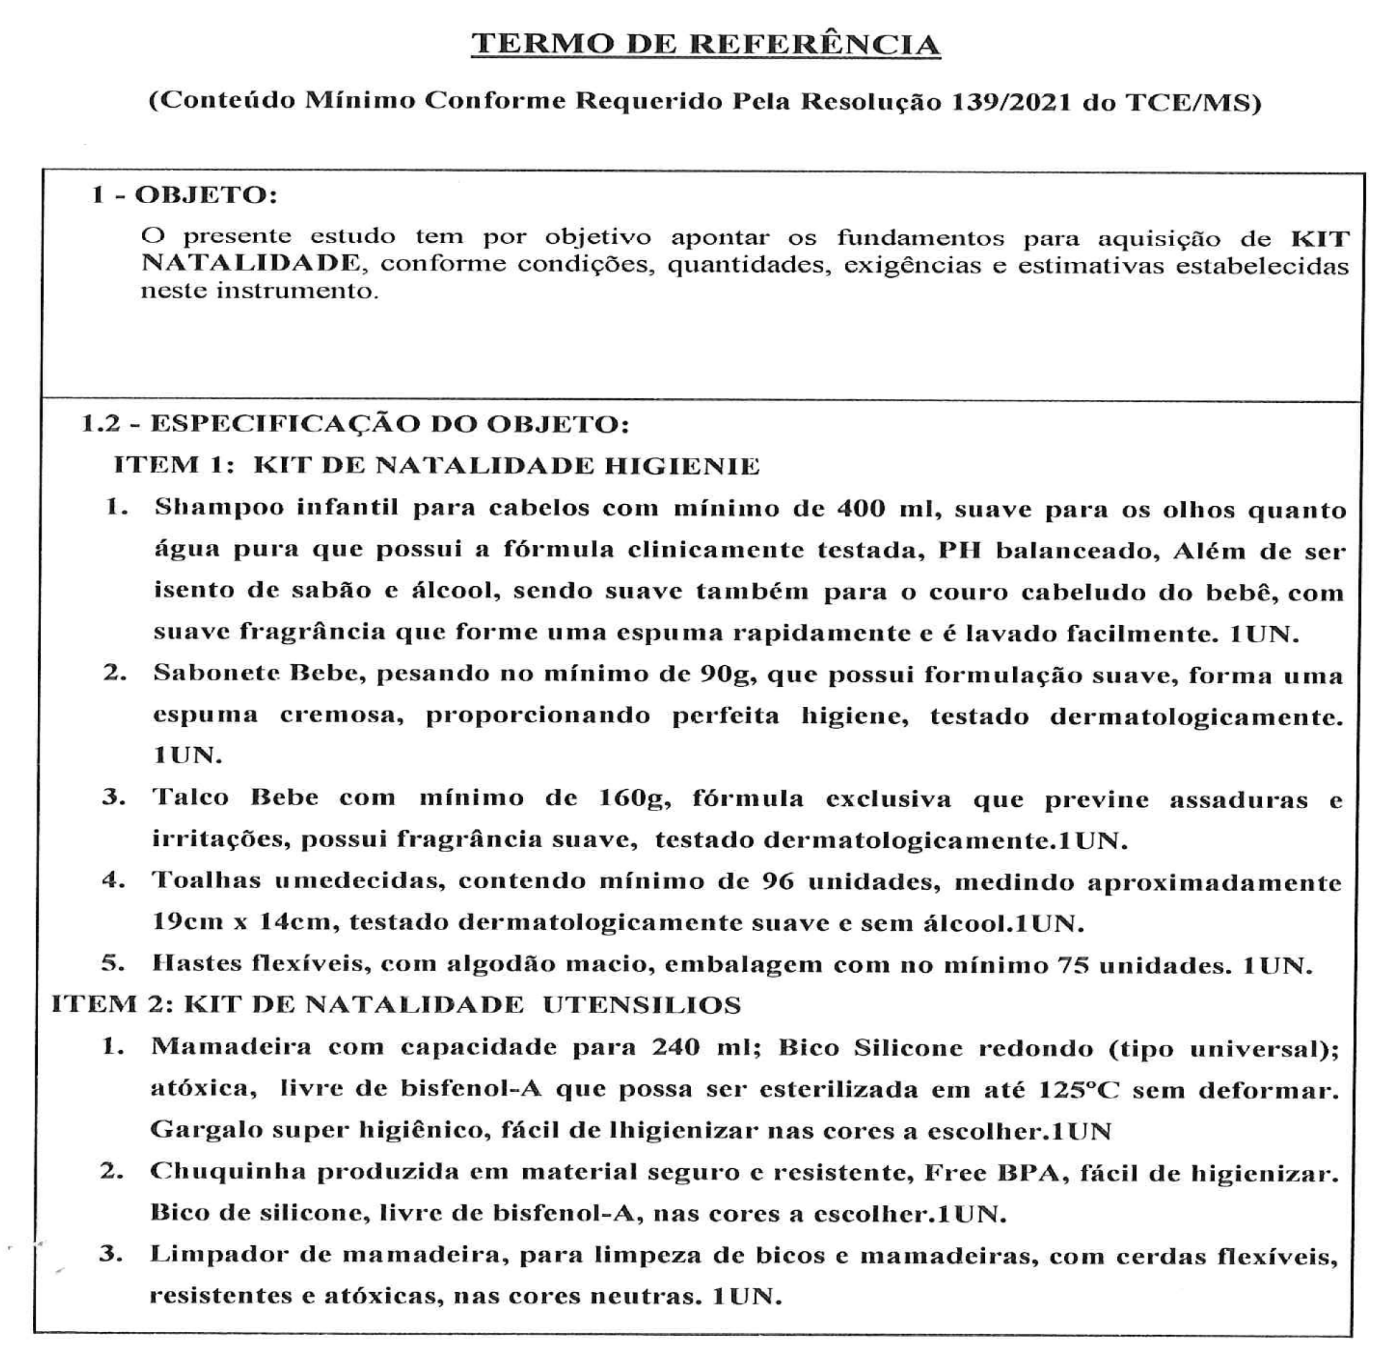 TERMO DE REFERÊNCIA
(Conteúdo Mínimo Conforme Requerido Pela Resolução 139/2021 do TCE/MS)
1 - OBJETO:
O presente estudo tem por objetivo apontar os fundamentos para aquisição de KIT
NATALIDADE, conforme condições, quantidades, exigências e estimativas estabelecidas
neste instrumento.
1.2 - ESPECIFICAÇÃO DO OBJETO:
ITEM 1: KIT DE NATALIDADE HIGIENIE
1. Shampoo infantil para cabelos com mínimo de 400 ml, suave para os olhos quanto
água pura que possui a fórmula clinicamente testada, PH balanceado, Além de ser
isento de sabão e álcool, sendo suave também para o couro cabeludo do bebê, com
suave fragrância que forme uma espuma rapidamente e é lavado facilmente. 1UN.
2. Sabonete Bebe, pesando no mínimo de 90g, que possui formulação suave, forma uma
espuma cremosa, proporcionando perfeita higiene, testado dermatologicamente.
1UN.
3. Talco Bebe com mínimo de 160g, fórmula exclusiva que previne assaduras e
irritações, possui fragrância suave, testado dermatologicamente.1UN.
4. Toalhas umedecidas, contendo mínimo de 96 unidades, medindo aproximadamente
19cm x 14cm, testado dermatologicamente suave e sem álcool.1UN.
5. Hastes flexíveis, com algodão macio, embalagem com no mínimo 75 unidades. 1UN.
ITEM 2: KIT DE NATALIDADE UTENSILIOS
1. Mamadeira com capacidade para 240 ml; Bico Silicone redondo (tipo universal);
atóxica, livre de bisfenol-A que possa ser esterilizada em até 125ºC sem deformar.
Gargalo super higiênico, fácil de lhigienizar nas cores a escolher.1UN
2. Chuquinha produzida em material seguro e resistente, Free BPA, fácil de higienizar.
Bico de silicone, livre de bisfenol-A, nas cores a escolher.1UN.
3. Limpador de mamadeira, para limpeza de bicos e mamadeiras, com cerdas flexíveis,
resistentes e atóxicas, nas cores neutras. 1UN.